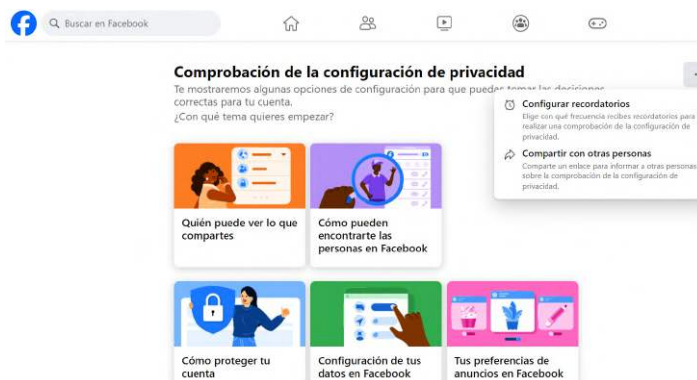 Buscar en Facebook
Comprobación de la configuración de privacidad
Te mostraremos algunas opciones de configuración para que puedas tomar las decisiones
correctas para tu cuenta.
¿Con qué tema quieres empezar?
Configurar recordatorios
Elige con qué frecuencia recibes recordatorios para
realizar una comprobación de la configuración de
privacidad.
Compartir con otras personas
Comparte un enlace para informar a otras personas
sobre la comprobación de la configuración de
privacidad.
Quién puede ver lo que
compartes
Cómo pueden
encontrarte las
personas en Facebook
Cómo proteger tu
cuenta
Configuración de tus
datos en Facebook
Tus preferencias de
anuncios en Facebook